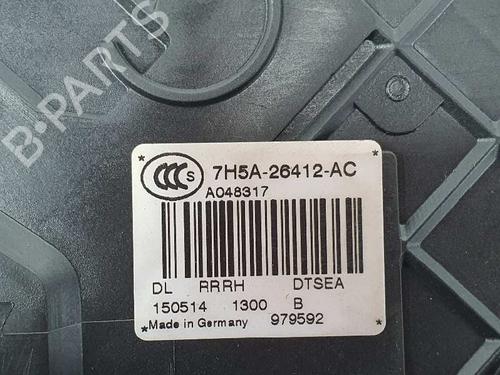 B-PARTS
* CCC S 7H5A-26412-AC *
A048317
DL RRRH DTSEA
150514 1300 B
*Made in Germany 979592 *